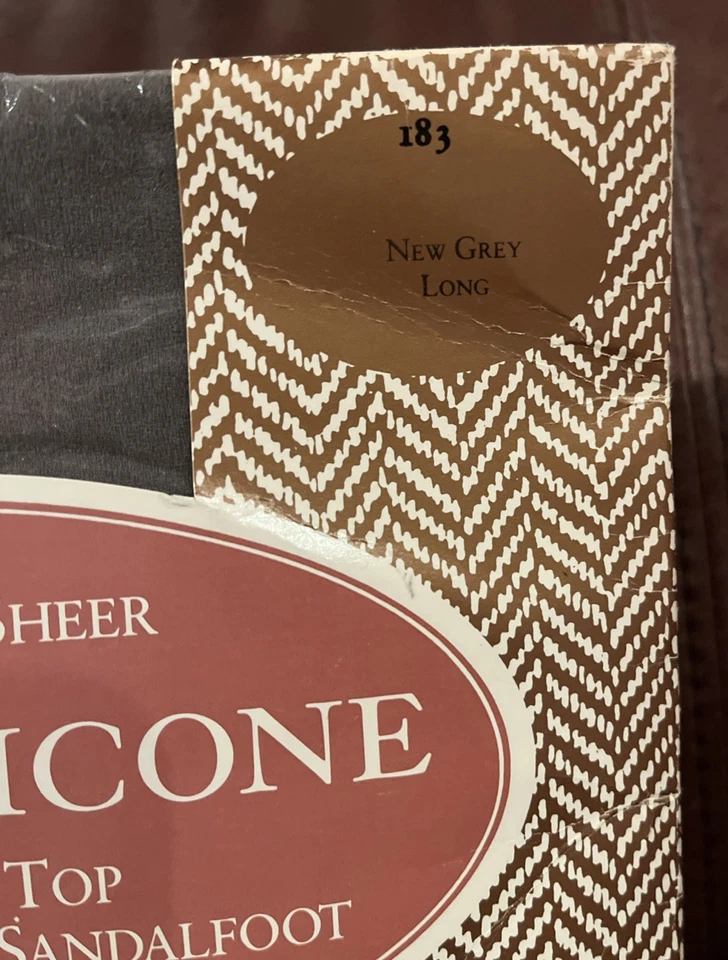 183
New Grey
Long
Sheer
icone
Top
Sandalfoot